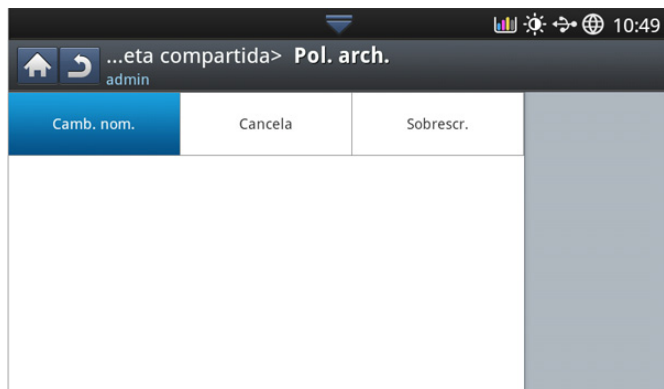 10:49
...eta compartida> Pol. arch.
admin
Camb. nom. Cancela Sobrescr.